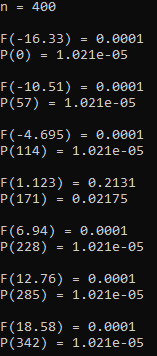 n = 400
F(-16.33) = 0.0001
P(0) = 1.021e-05
F(-10.51) = 0.0001
P(57) = 1.021e-05
F(-4.695) = 0.0001
P(114) = 1.021e-05
F(1.123) = 0.2131
P(171) = 0.02175
F(6.94) = 0.0001
P(228) = 1.021e-05
F(12.76) = 0.0001
P(285) = 1.021e-05
F(18.58) = 0.0001
P(342) = 1.021e-05